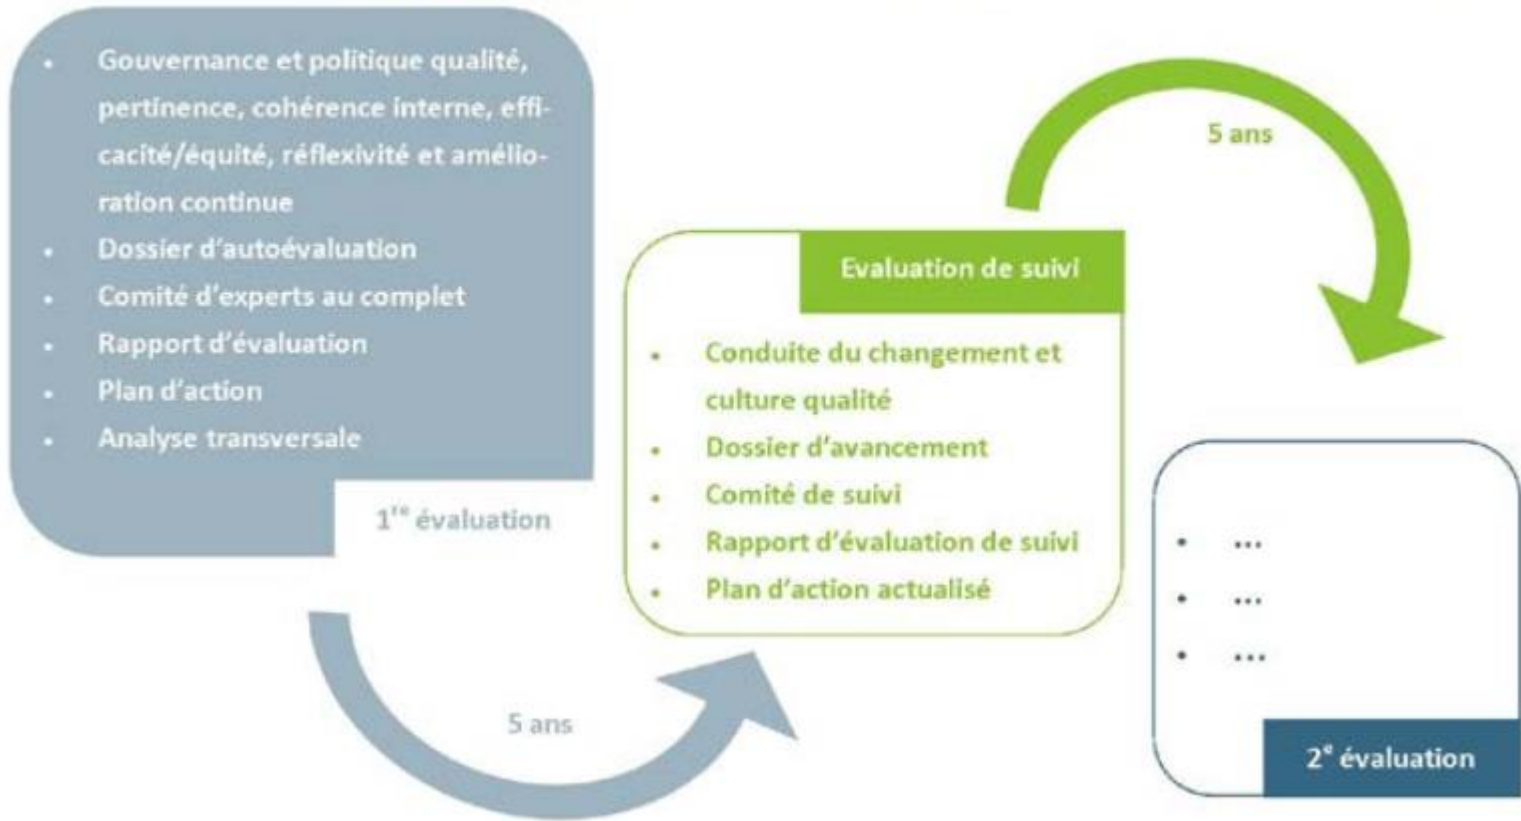 • Gouvernance et politique qualité,
pertinence, cohérence interne, effi-
cacité/équité, réflexivité et amélio-
ration continue
• Dossier d'autoévaluation
• Comité d'experts au complet
• Rapport d'évaluation
• Plan d'action
• Analyse transversale
1re évaluation
5 ans
Evaluation de suivi
• Conduite du changement et
culture qualité
• Dossier d'avancement
• Comité de suivi
• Rapport d'évaluation de suivi
• Plan d'action actualisé
5 ans
• ...
• ...
• ...
2e évaluation